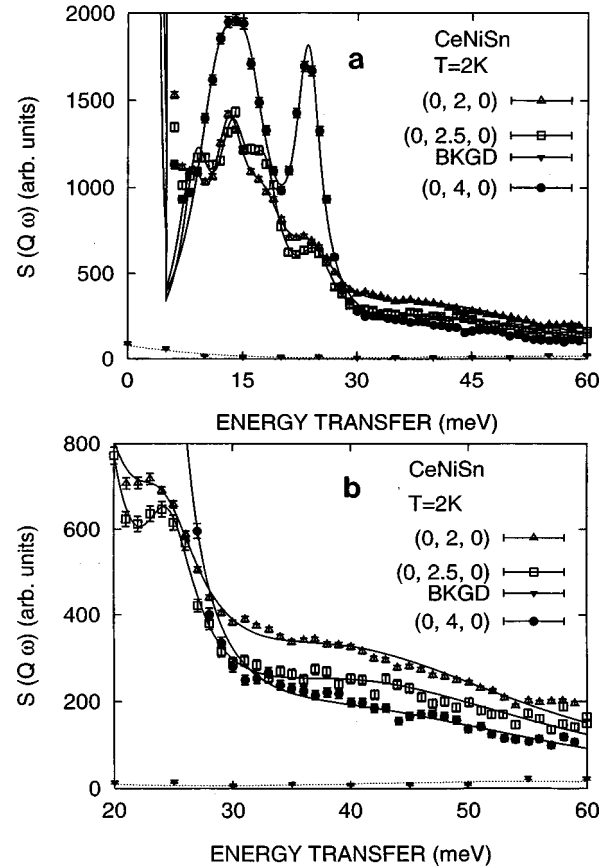 2000
1500
1000
500
0
S (Q ω) (arb. units)
a
CeNiSn
T=2K
(0, 2, 0)
(0, 2.5, 0)
BKGD
(0, 4, 0)
0 15 30 45 60
ENERGY TRANSFER (meV)
800
600
400
200
0
S (Q ω) (arb. units)
b
CeNiSn
T=2K
(0, 2, 0)
(0, 2.5, 0)
BKGD
(0, 4, 0)
20 30 40 50 60
ENERGY TRANSFER (meV)